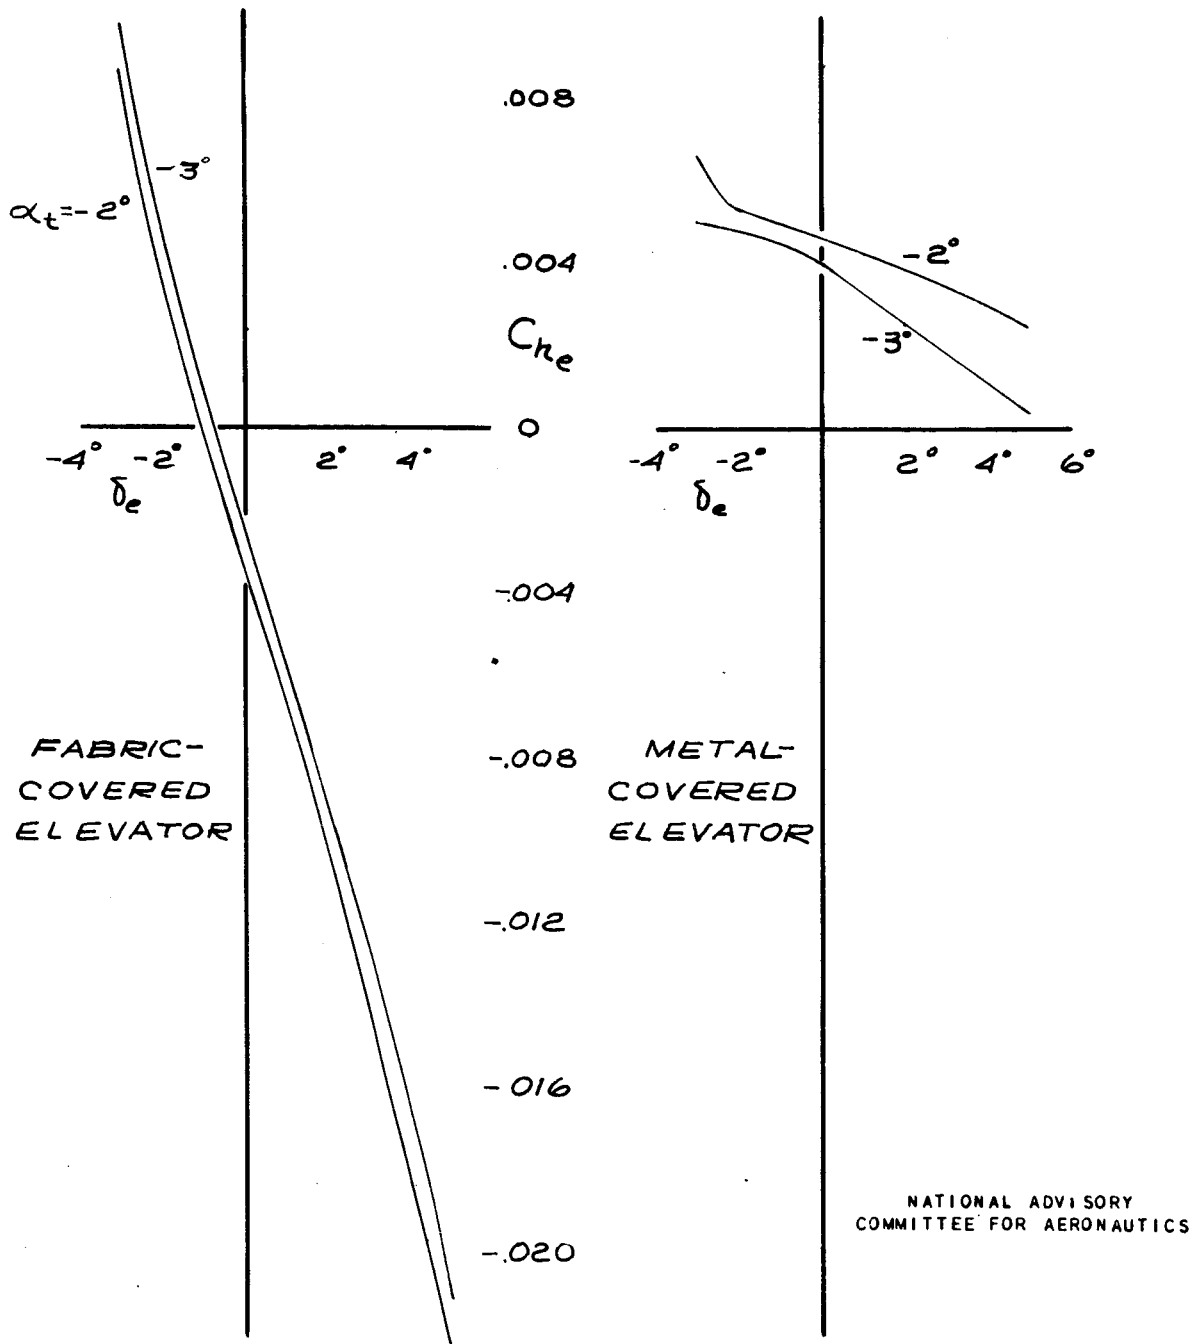 .008
-3°
αt=-2°
.004
-2°
Che
-3°
0
-4° -2° 2° 4°
-4° -2° 2° 4° 6°
δe
δe
-.004
FABRIC-
COVERED
ELEVATOR
-.008
METAL-
COVERED
ELEVATOR
-.012
-.016
-.020
NATIONAL ADVISORY
COMMITTEE FOR AERONAUTICS